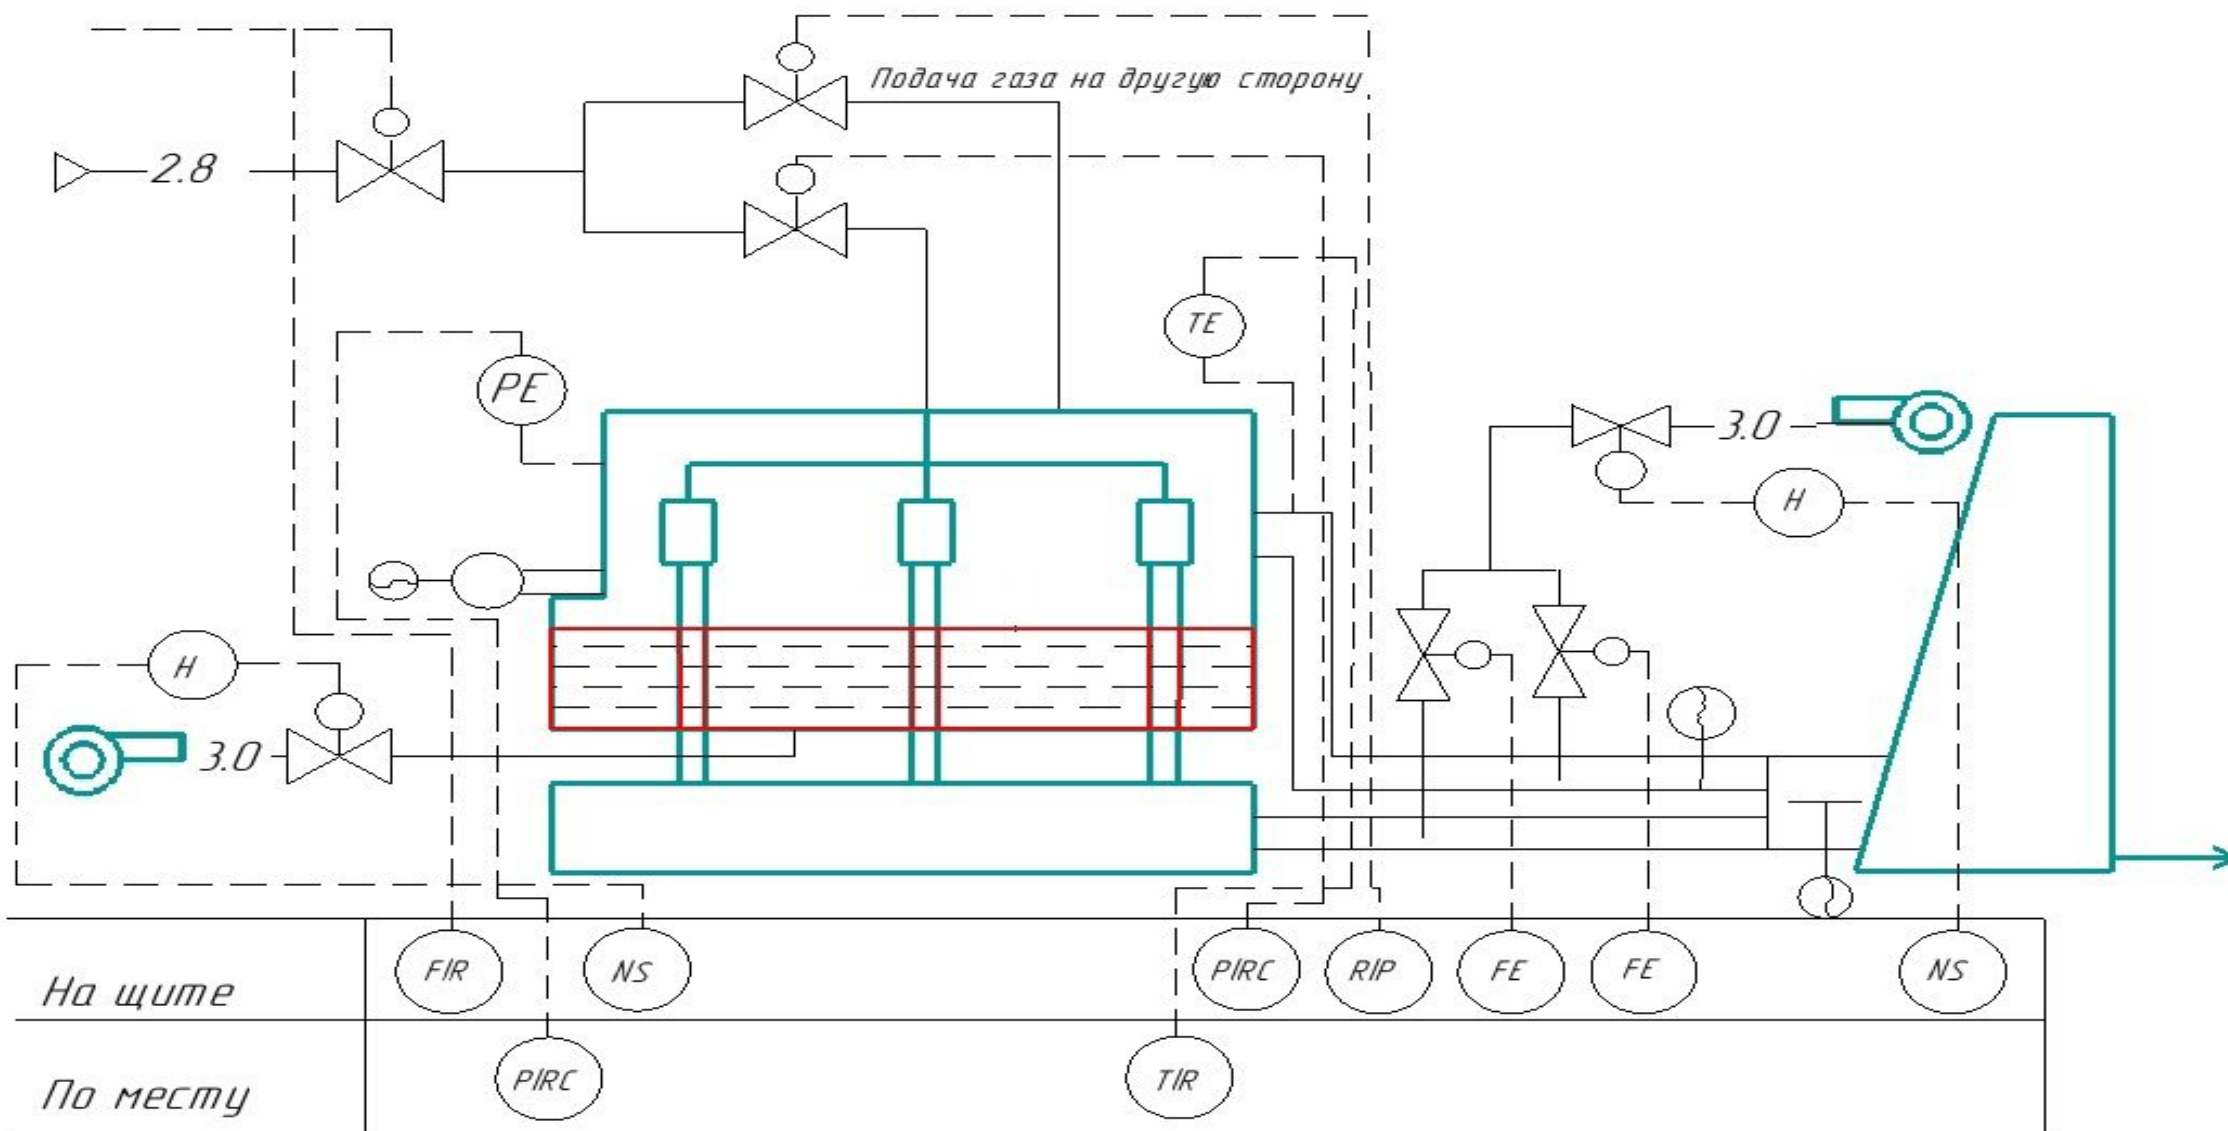 Подача газа на другую сторону
2.8
TE
PE
3.0
H
H
3.0
На щите
FIR
NS
PIRC
RIP
FE
FE
NS
По месту
PIRC
TIR